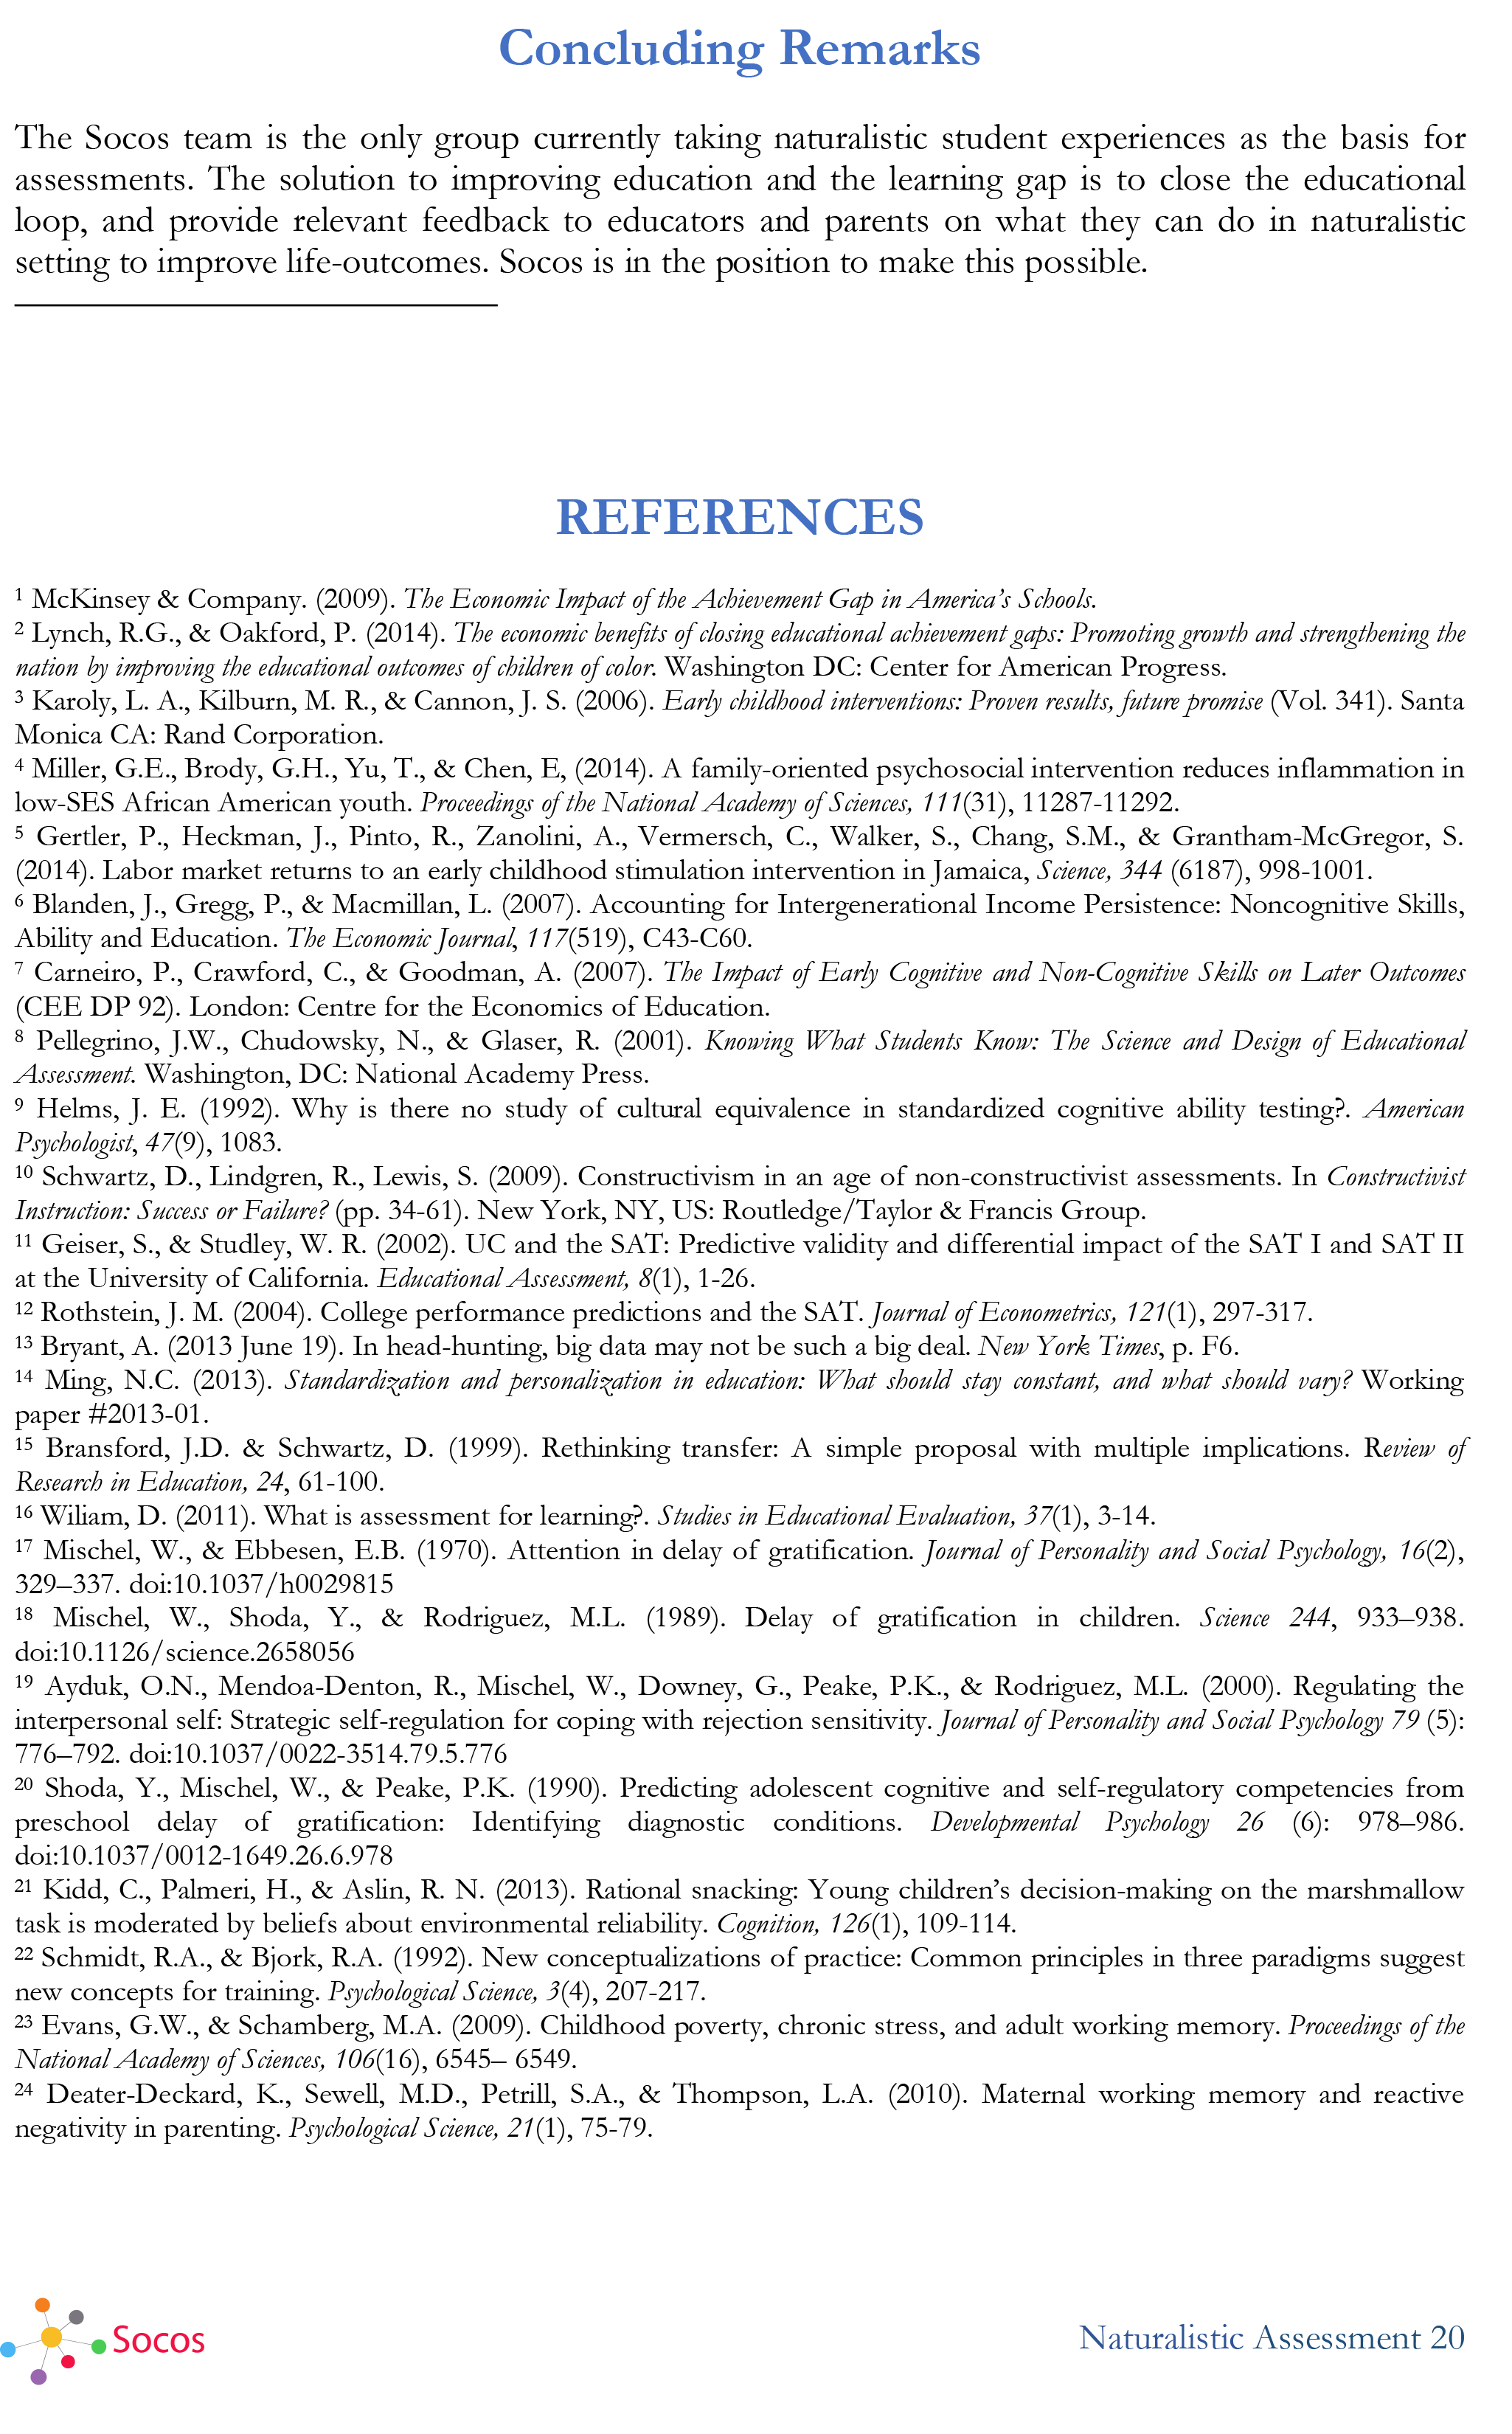 Concluding Remarks
The Socos team is the only group currently taking naturalistic student experiences as the basis for
assessments. The solution to improving education and the learning gap is to close the educational
loop, and provide relevant feedback to educators and parents on what they can do in naturalistic
setting to improve life-outcomes. Socos is in the position to make this possible.
REFERENCES
1 McKinsey & Company. (2009). The Economic Impact of the Achievement Gap in America’s Schools.
2 Lynch, R.G., & Oakford, P. (2014). The economic benefits of closing educational achievement gaps: Promoting growth and strengthening the
nation by improving the educational outcomes of children of color. Washington DC: Center for American Progress.
3 Karoly, L. A., Kilburn, M. R., & Cannon, J. S. (2006). Early childhood interventions: Proven results, future promise (Vol. 341). Santa
Monica CA: Rand Corporation.
4 Miller, G.E., Brody, G.H., Yu, T., & Chen, E, (2014). A family-oriented psychosocial intervention reduces inflammation in
low-SES African American youth. Proceedings of the National Academy of Sciences, 111(31), 11287-11292.
5 Gertler, P., Heckman, J., Pinto, R., Zanolini, A., Vermersch, C., Walker, S., Chang, S.M., & Grantham-McGregor, S.
(2014). Labor market returns to an early childhood stimulation intervention in Jamaica, Science, 344 (6187), 998-1001.
6 Blanden, J., Gregg, P., & Macmillan, L. (2007). Accounting for Intergenerational Income Persistence: Noncognitive Skills,
Ability and Education. The Economic Journal, 117(519), C43-C60.
7 Carneiro, P., Crawford, C., & Goodman, A. (2007). The Impact of Early Cognitive and Non-Cognitive Skills on Later Outcomes
(CEE DP 92). London: Centre for the Economics of Education.
8 Pellegrino, J.W., Chudowsky, N., & Glaser, R. (2001). Knowing What Students Know: The Science and Design of Educational
Assessment. Washington, DC: National Academy Press.
9 Helms, J. E. (1992). Why is there no study of cultural equivalence in standardized cognitive ability testing?. American
Psychologist, 47(9), 1083.
10 Schwartz, D., Lindgren, R., Lewis, S. (2009). Constructivism in an age of non-constructivist assessments. In Constructivist
Instruction: Success or Failure? (pp. 34-61). New York, NY, US: Routledge/Taylor & Francis Group.
11 Geiser, S., & Studley, W. R. (2002). UC and the SAT: Predictive validity and differential impact of the SAT I and SAT II
at the University of California. Educational Assessment, 8(1), 1-26.
12 Rothstein, J. M. (2004). College performance predictions and the SAT. Journal of Econometrics, 121(1), 297-317.
13 Bryant, A. (2013 June 19). In head-hunting, big data may not be such a big deal. New York Times, p. F6.
14 Ming, N.C. (2013). Standardization and personalization in education: What should stay constant, and what should vary? Working
paper #2013-01.
15 Bransford, J.D. & Schwartz, D. (1999). Rethinking transfer: A simple proposal with multiple implications. Review of
Research in Education, 24, 61-100.
16 Wiliam, D. (2011). What is assessment for learning?. Studies in Educational Evaluation, 37(1), 3-14.
17 Mischel, W., & Ebbesen, E.B. (1970). Attention in delay of gratification. Journal of Personality and Social Psychology, 16(2),
329–337. doi:10.1037/h0029815
18 Mischel, W., Shoda, Y., & Rodriguez, M.L. (1989). Delay of gratification in children. Science 244, 933–938.
doi:10.1126/science.2658056
19 Ayduk, O.N., Mendoa-Denton, R., Mischel, W., Downey, G., Peake, P.K., & Rodriguez, M.L. (2000). Regulating the
interpersonal self: Strategic self-regulation for coping with rejection sensitivity. Journal of Personality and Social Psychology 79 (5):
776–792. doi:10.1037/0022-3514.79.5.776
20 Shoda, Y., Mischel, W., & Peake, P.K. (1990). Predicting adolescent cognitive and self-regulatory competencies from
preschool delay of gratification: Identifying diagnostic conditions. Developmental Psychology 26 (6): 978–986.
doi:10.1037/0012-1649.26.6.978
21 Kidd, C., Palmeri, H., & Aslin, R. N. (2013). Rational snacking: Young children’s decision-making on the marshmallow
task is moderated by beliefs about environmental reliability. Cognition, 126(1), 109-114.
22 Schmidt, R.A., & Bjork, R.A. (1992). New conceptualizations of practice: Common principles in three paradigms suggest
new concepts for training. Psychological Science, 3(4), 207-217.
23 Evans, G.W., & Schamberg, M.A. (2009). Childhood poverty, chronic stress, and adult working memory. Proceedings of the
National Academy of Sciences, 106(16), 6545– 6549.
24 Deater-Deckard, K., Sewell, M.D., Petrill, S.A., & Thompson, L.A. (2010). Maternal working memory and reactive
negativity in parenting. Psychological Science, 21(1), 75-79.
Socos
Naturalistic Assessment 20